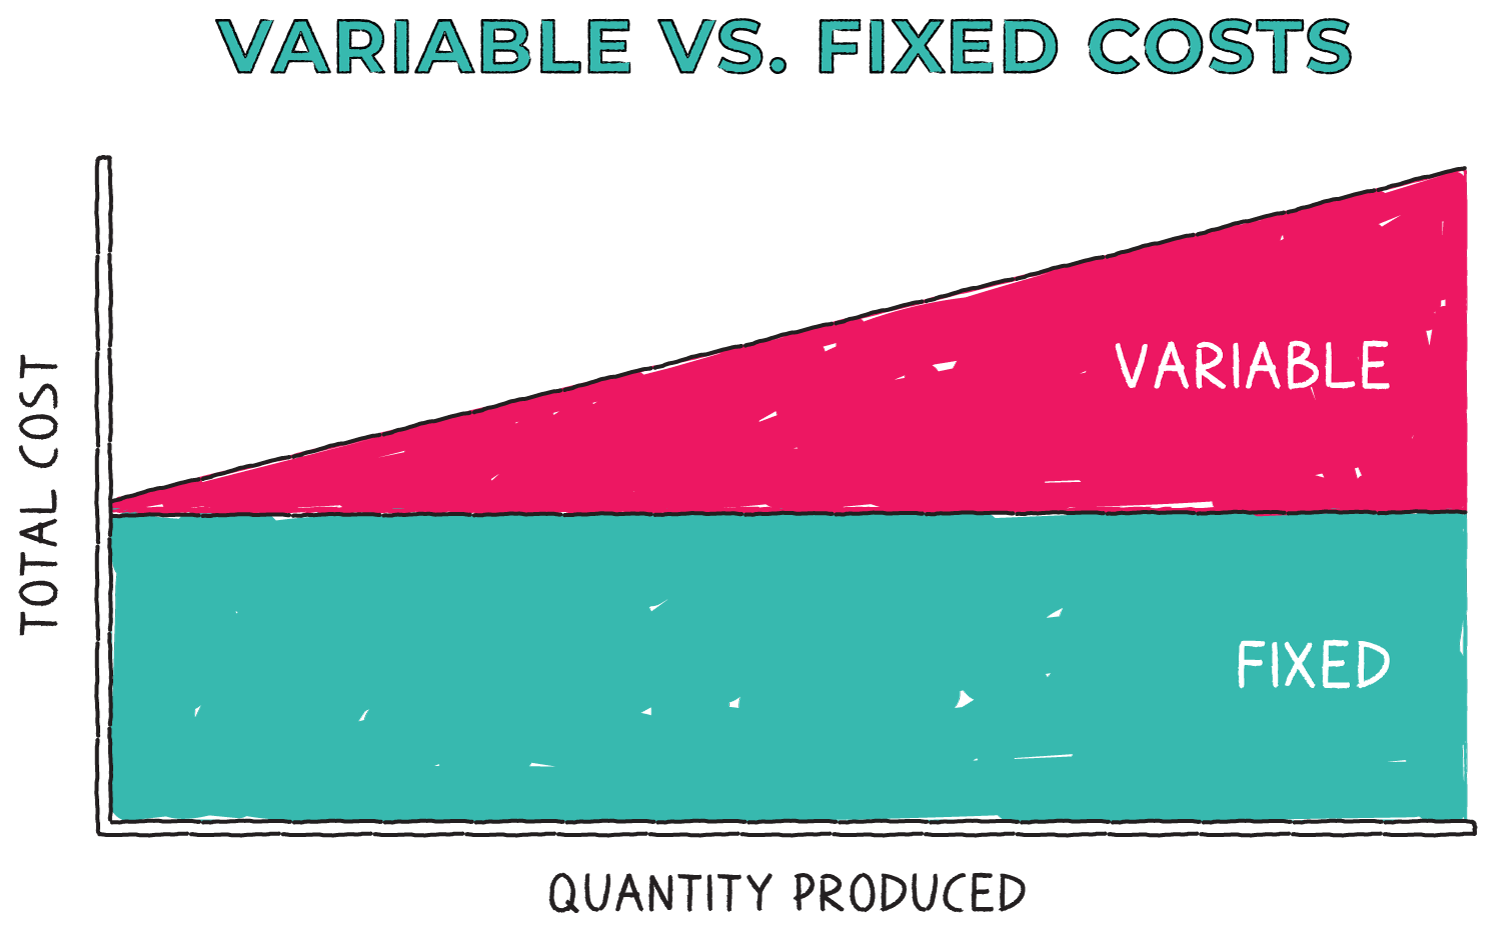 VARIABLE VS. FIXED COSTS
TOTAL COST
VARIABLE
FIXED
QUANTITY PRODUCED